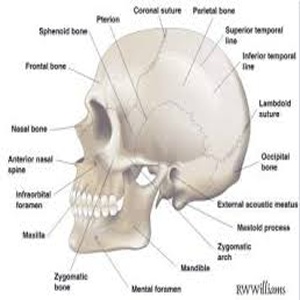 Coronal suture
Parietal bone
Pterion
Sphenoid bone
Superior temporal
line
Inferior temporal
line
Frontal bone
Lambdoid
suture
Nasal bone
Anterior nasal
spine
Occipital
bone
Infraorbital
foramen
External acoustic meatus
Mastoid process
Maxilla
Zygomatic
arch
Mandible
Zygomatic
bone
Mental foramen
RWWilliams